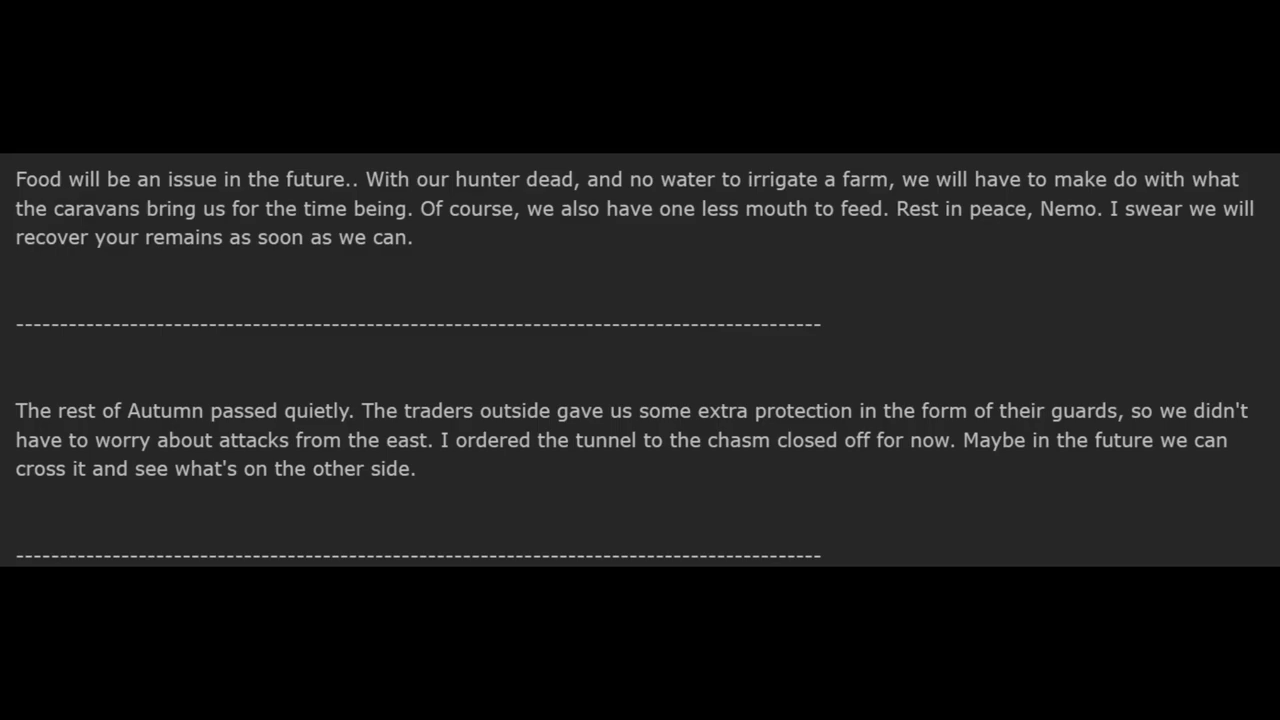 Food will be an issue in the future.. With our hunter dead, and no water to irrigate a farm, we will have to make do with what
the caravans bring us for the time being. Of course, we also have one less mouth to feed. Rest in peace, Nemo. I swear we will
recover your remains as soon as we can.
--------------------------------------------------------------------------------------------
The rest of Autumn passed quietly. The traders outside gave us some extra protection in the form of their guards, so we didn't
have to worry about attacks from the east. I ordered the tunnel to the chasm closed off for now. Maybe in the future we can
cross it and see what's on the other side.
--------------------------------------------------------------------------------------------